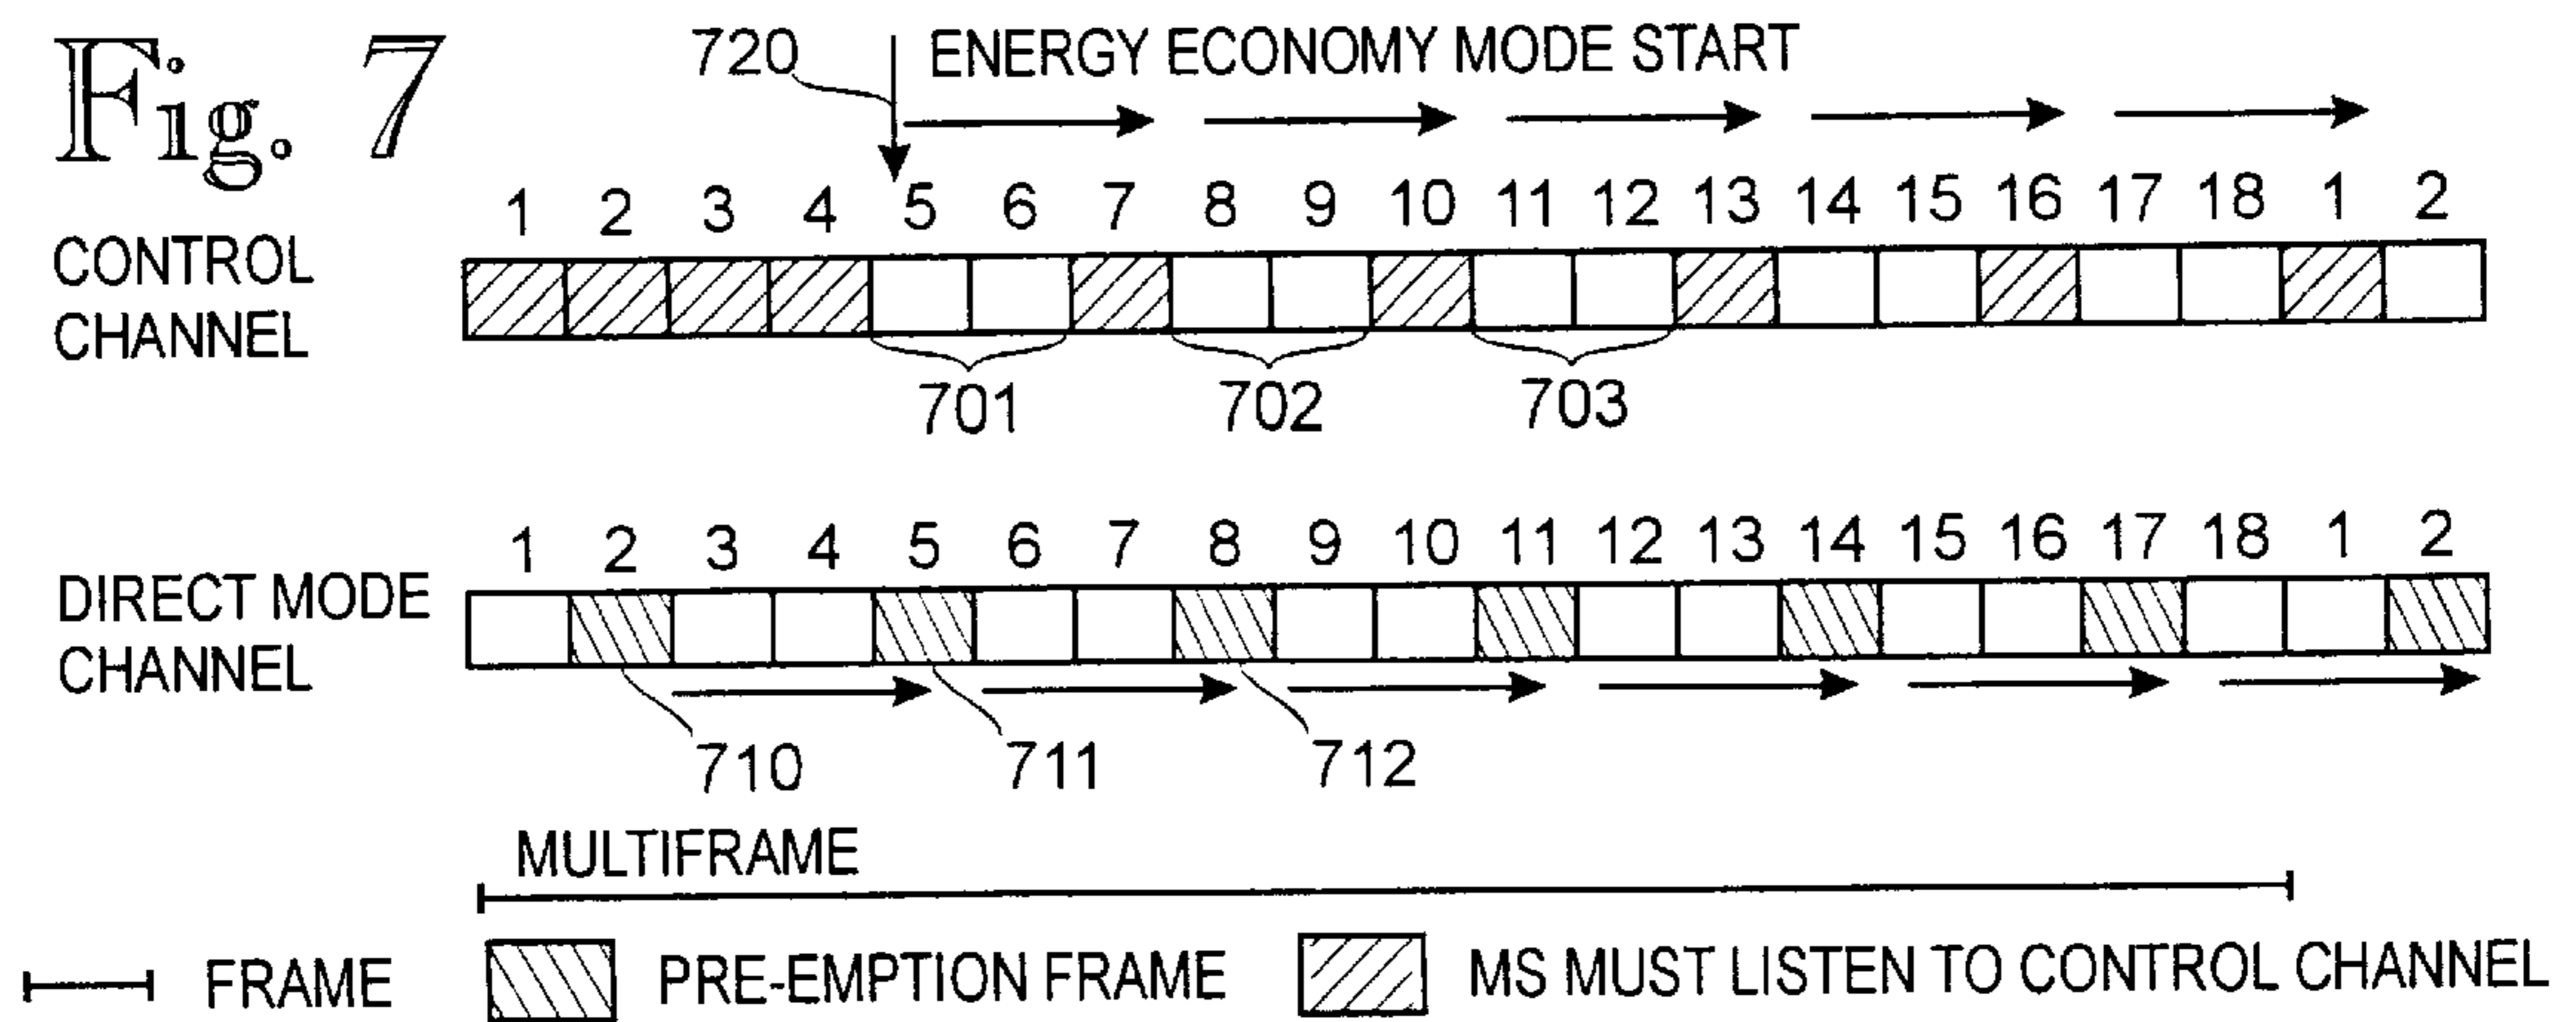 Fig. 7
720 ENERGY ECONOMY MODE START
1 2 3 4 5 6 7 8 9 10 11 12 13 14 15 16 17 18 1 2
CONTROL
CHANNEL
701 702 703
1 2 3 4 5 6 7 8 9 10 11 12 13 14 15 16 17 18 1 2
DIRECT MODE
CHANNEL
710 711 712
MULTIFRAME
FRAME PRE-EMPTION FRAME MS MUST LISTEN TO CONTROL CHANNEL